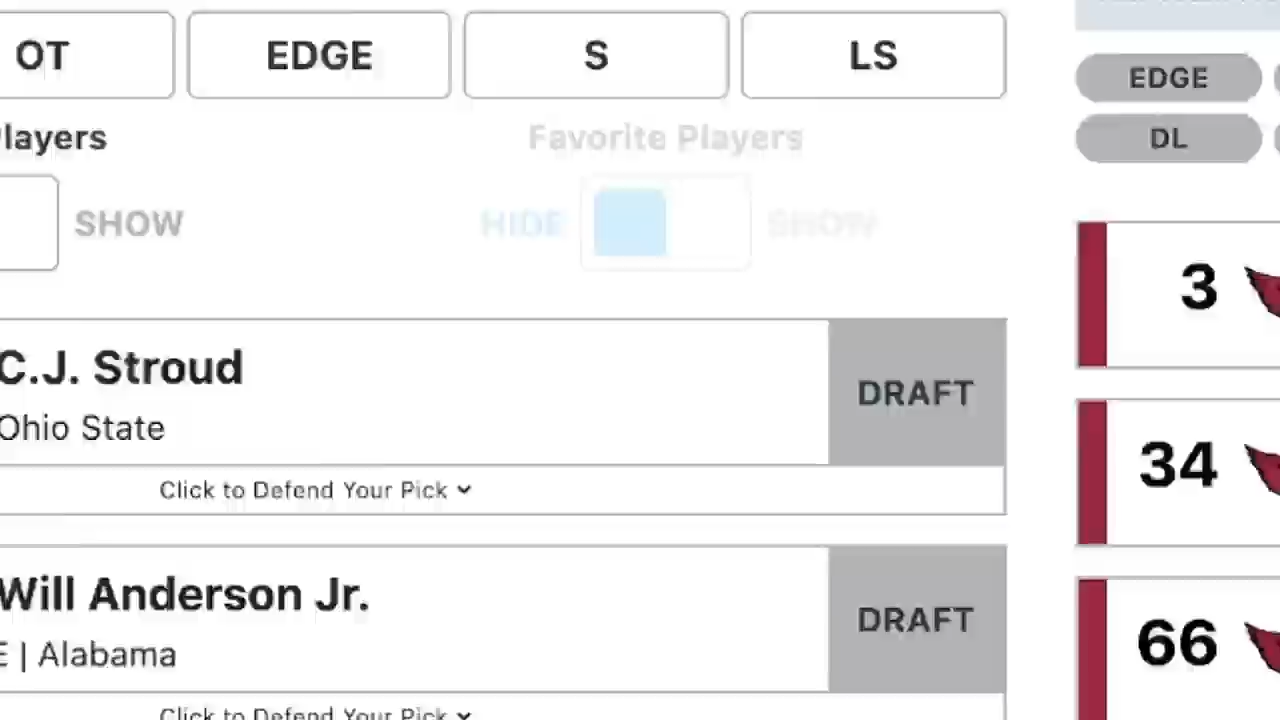 OT EDGE S LS
EDGE
DL
Players Favorite Players
HIDE SHOW
SHOW
C.J. Stroud
Ohio State
DRAFT
Click to Defend Your Pick
Will Anderson Jr.
E | Alabama
DRAFT
Click to Defend Your Pick
3
34
66